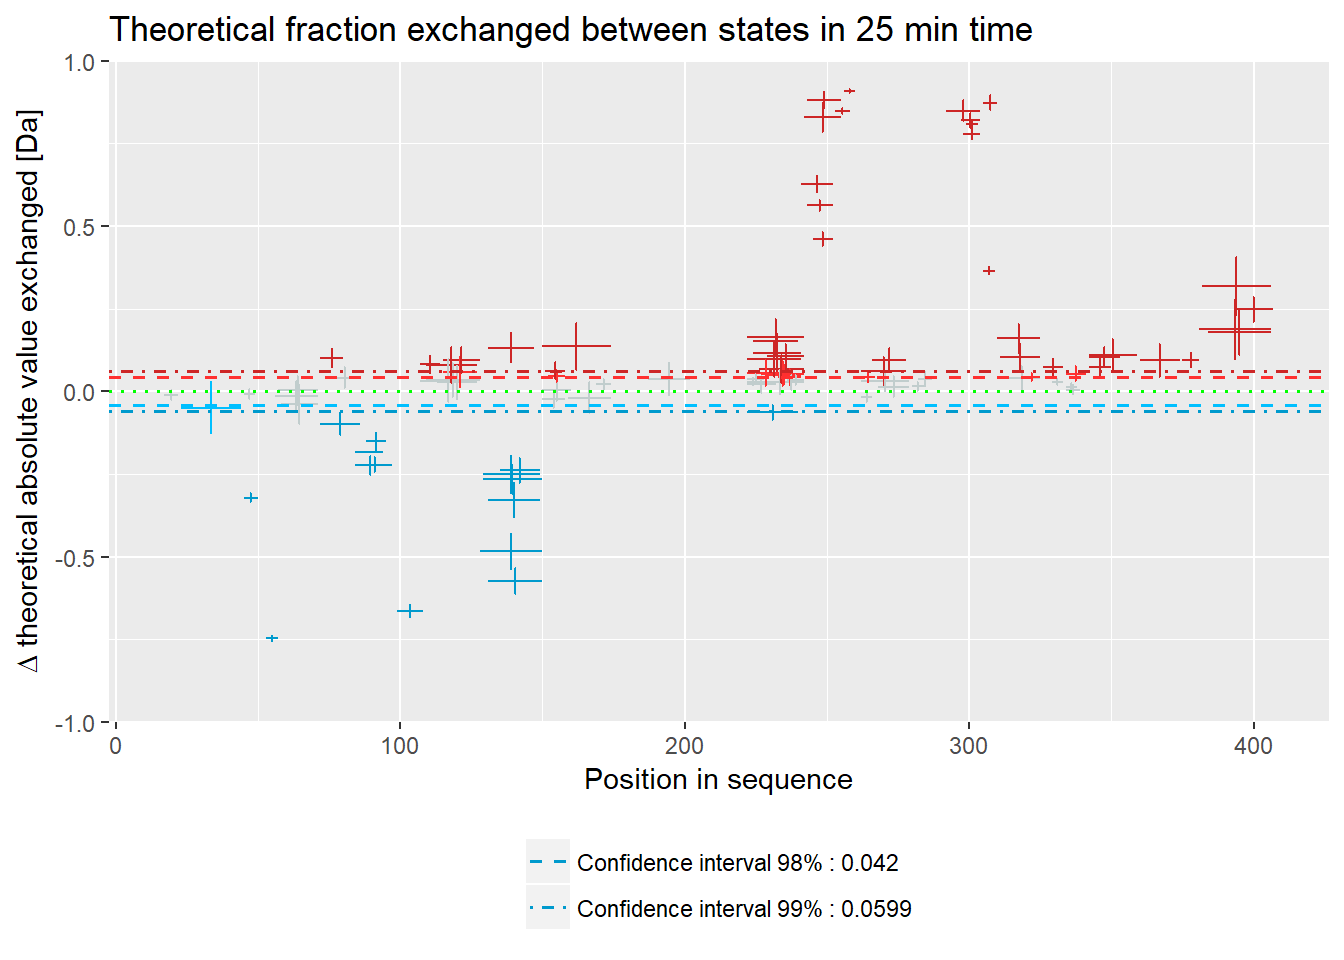 Theoretical fraction exchanged between states in 25 min time
Δ theoretical absolute value exchanged [Da]
1.0
0.5
0.0
-0.5
-1.0
0 100 200 300 400
Position in sequence
Confidence interval 98% : 0.042
Confidence interval 99% : 0.0599